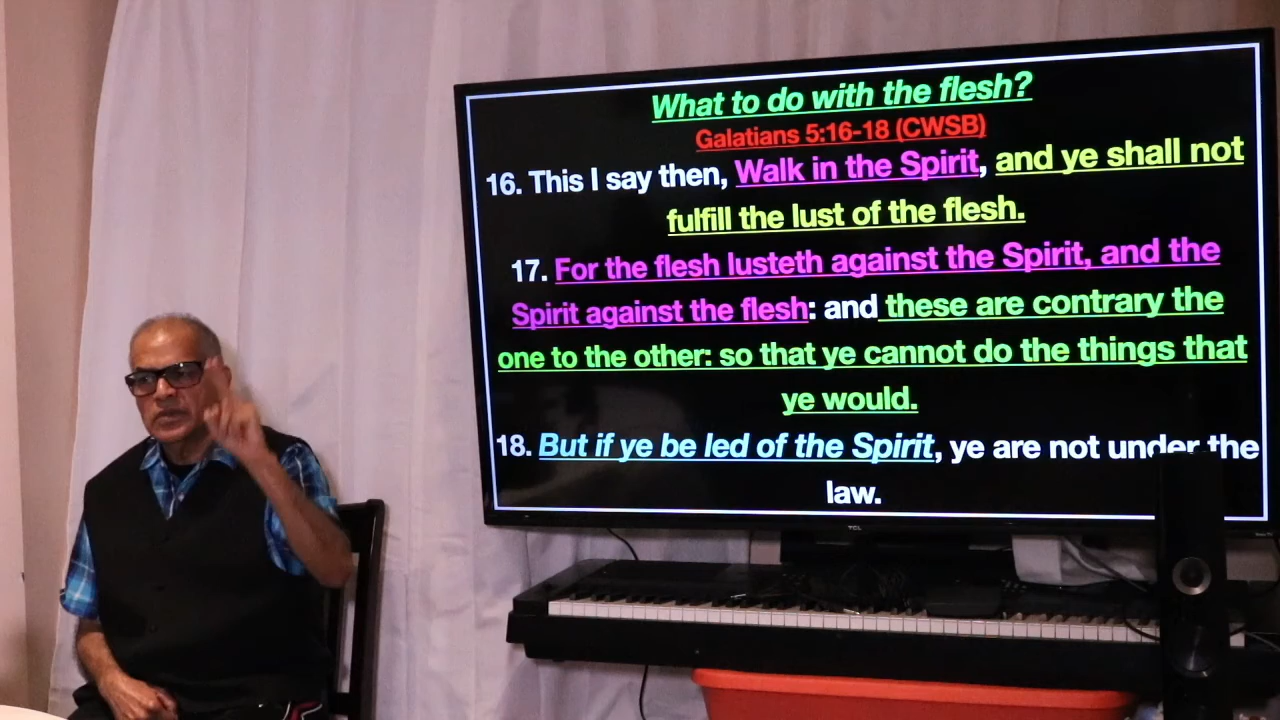 What to do with the flesh?
Galatians 5:16-18 (CWSB)
16. This I say then, Walk in the Spirit, and ye shall not
fulfill the lust of the flesh.
17. For the flesh lusteth against the Spirit, and the
Spirit against the flesh: and these are contrary the
one to the other: so that ye cannot do the things that
ye would.
18. But if ye be led of the Spirit, ye are not under the
law.
TCL